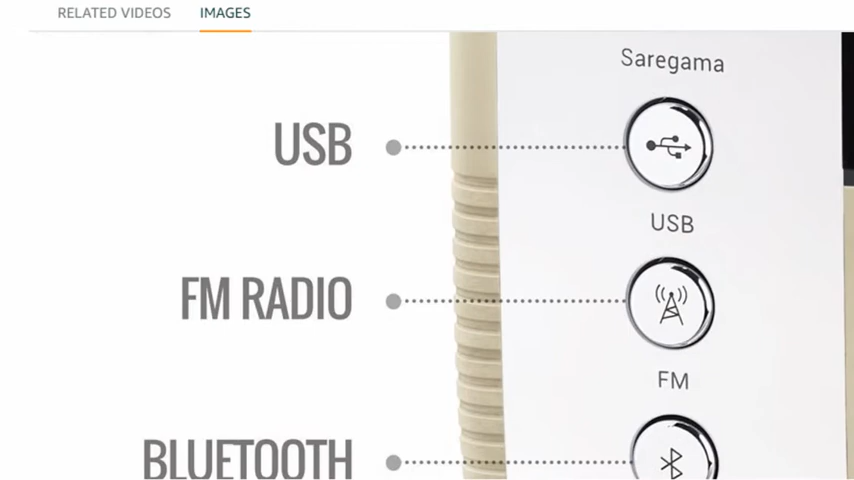 RELATED VIDEOS IMAGES
Saregama
USB
USB
FM RADIO
FM
BLUETOOTH